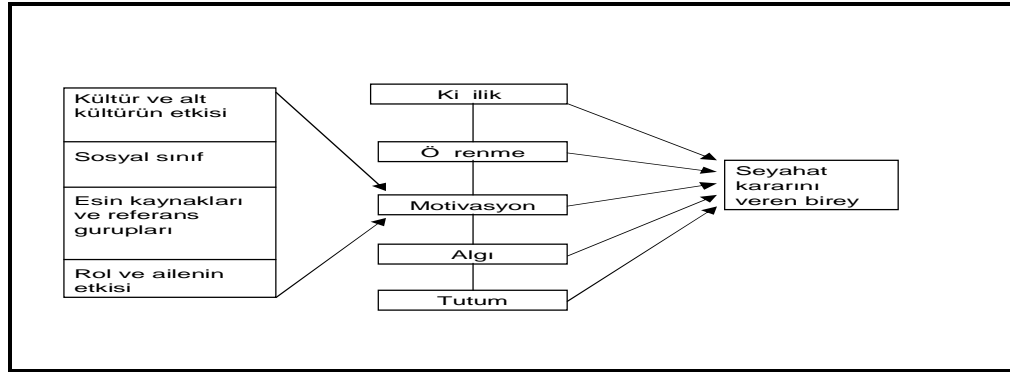 Kültür ve alt
kültürün etkisi
Sosyal sınıf
Esin kaynakları
ve referans
gurupları
Rol ve ailenin
etkisi
Ki ilik
Ö renme
Motivasyon
Algı
Tutum
Seyahat
kararını
veren birey